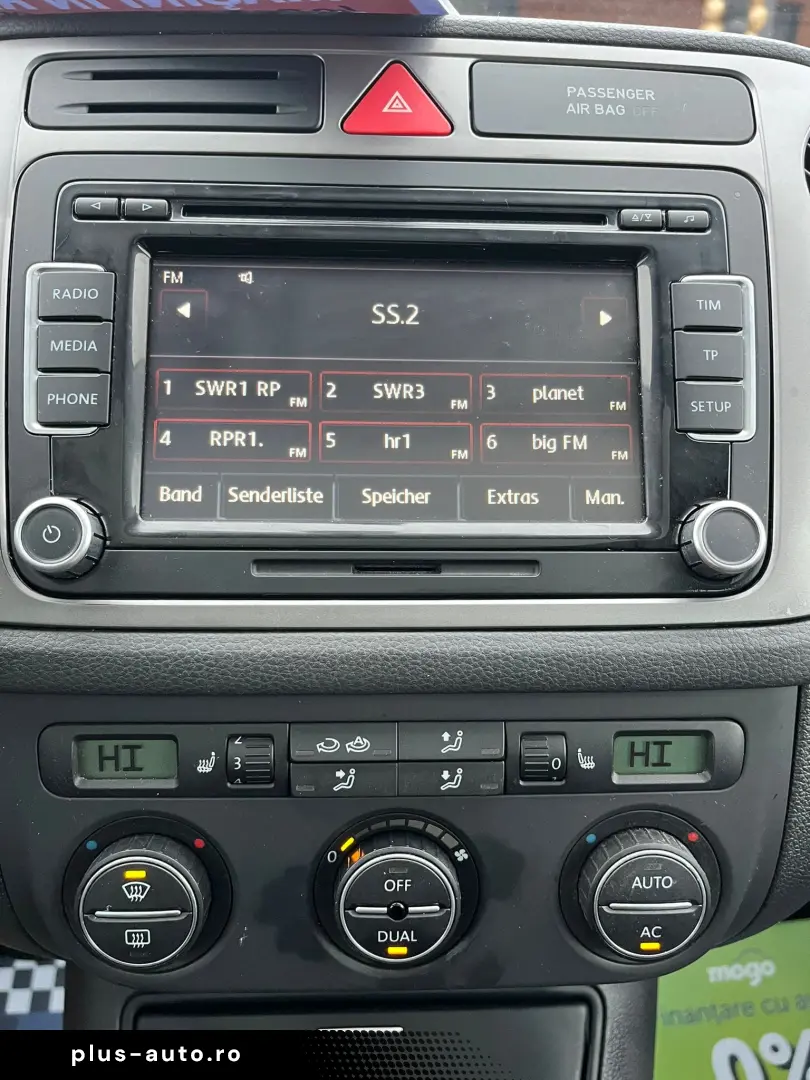 PASSENGER
AIR BAG OFF
RADIO
MEDIA
PHONE
TIM
TP
SETUP
FM
SS.2
1 SWR1 RP FM
2 SWR3 FM
3 planet FM
4 RPR1. FM
5 hr1 FM
6 big FM
Band Senderliste Speicher Extras Man.
HI
3
0
HI
0
OFF
DUAL
AUTO
AC
mogo
0%
plus-auto.ro